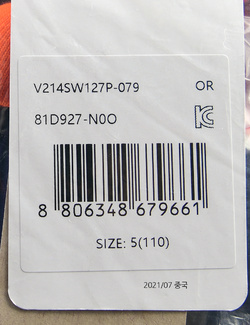 V214SW127P-079 OR
81D927-N0O
8 806348 679661
SIZE: 5(110)
2021/07 중국